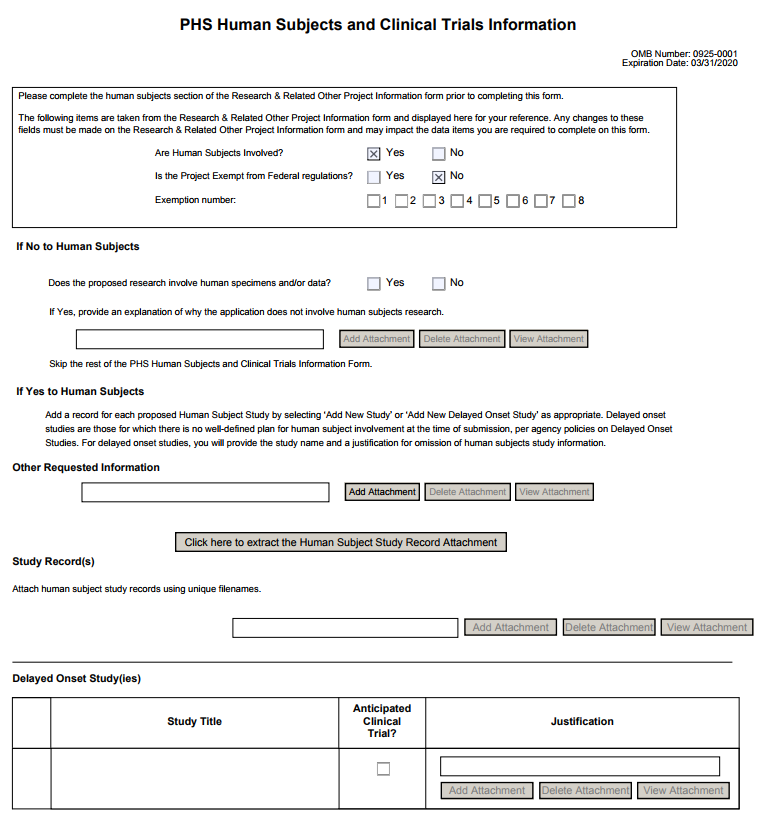 PHS Human Subjects and Clinical Trials Information
OMB Number: 0925-0001
Expiration Date: 03/31/2020
Please complete the human subjects section of the Research & Related Other Project Information form prior to completing this form.
The following items are taken from the Research & Related Other Project Information form and displayed here for your reference. Any changes to these
fields must be made on the Research & Related Other Project Information form and may impact the data items you are required to complete on this form.
Are Human Subjects Involved? Yes No
Is the Project Exempt from Federal regulations? Yes No
Exemption number: 1 2 3 4 5 6 7 8
If No to Human Subjects
Does the proposed research involve human specimens and/or data? Yes No
If Yes, provide an explanation of why the application does not involve human subjects research.
Add Attachment Delete Attachment View Attachment
Skip the rest of the PHS Human Subjects and Clinical Trials Information Form.
If Yes to Human Subjects
Add a record for each proposed Human Subject Study by selecting 'Add New Study' or 'Add New Delayed Onset Study' as appropriate. Delayed onset
studies are those for which there is no well-defined plan for human subject involvement at the time of submission, per agency policies on Delayed Onset
Studies. For delayed onset studies, you will provide the study name and a justification for omission of human subjects study information.
Other Requested Information
Add Attachment Delete Attachment View Attachment
Click here to extract the Human Subject Study Record Attachment
Study Record(s)
Attach human subject study records using unique filenames.
Add Attachment Delete Attachment View Attachment
Delayed Onset Study(ies)
Study Title
Anticipated
Clinical
Trial?
Justification
Add Attachment Delete Attachment View Attachment